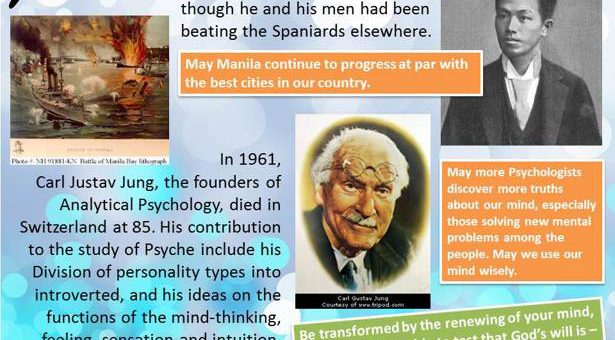 though he and his men had been
beating the Spaniards elsewhere.
May Manila continue to progress at par with
the best cities in our country.
Photo # NH 91881-KN Battle of Manila Bay lithograph
In 1961,
Carl Justav Jung, the founders of
Analytical Psychology, died in
Switzerland at 85. His contribution
to the study of Psyche include his
Division of personality types into
introverted, and his ideas on the
functions of the mind-thinking,
feeling, sensation and intuition.
Carl Gustav Jung
Courtesy of www.tripod.com
May more Psychologists
discover more truths
about our mind, especially
those solving new mental
problems among the
people. May we use our
mind wisely.
Be transformed by the renewing of your mind,
to test that God's will is –